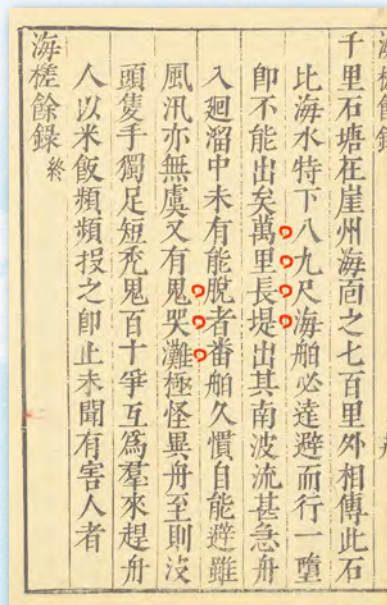 海槎餘錄
千里石塘在崖州海面之七百里外相傳此石
比海水特下八九尺海舶必遠避而行一墮
卽不能出矣萬里長堤出其南波流甚急舟
入廻溜中未有能脫者番舶久慣自能避雖
風汛亦無虞又有鬼哭灘極怪異舟至則沒
頭隻手獨足短禿鬼百十爭互為羣來趕舟
人以米飯頻頻投之卽止未聞有害人者
海槎餘錄 終